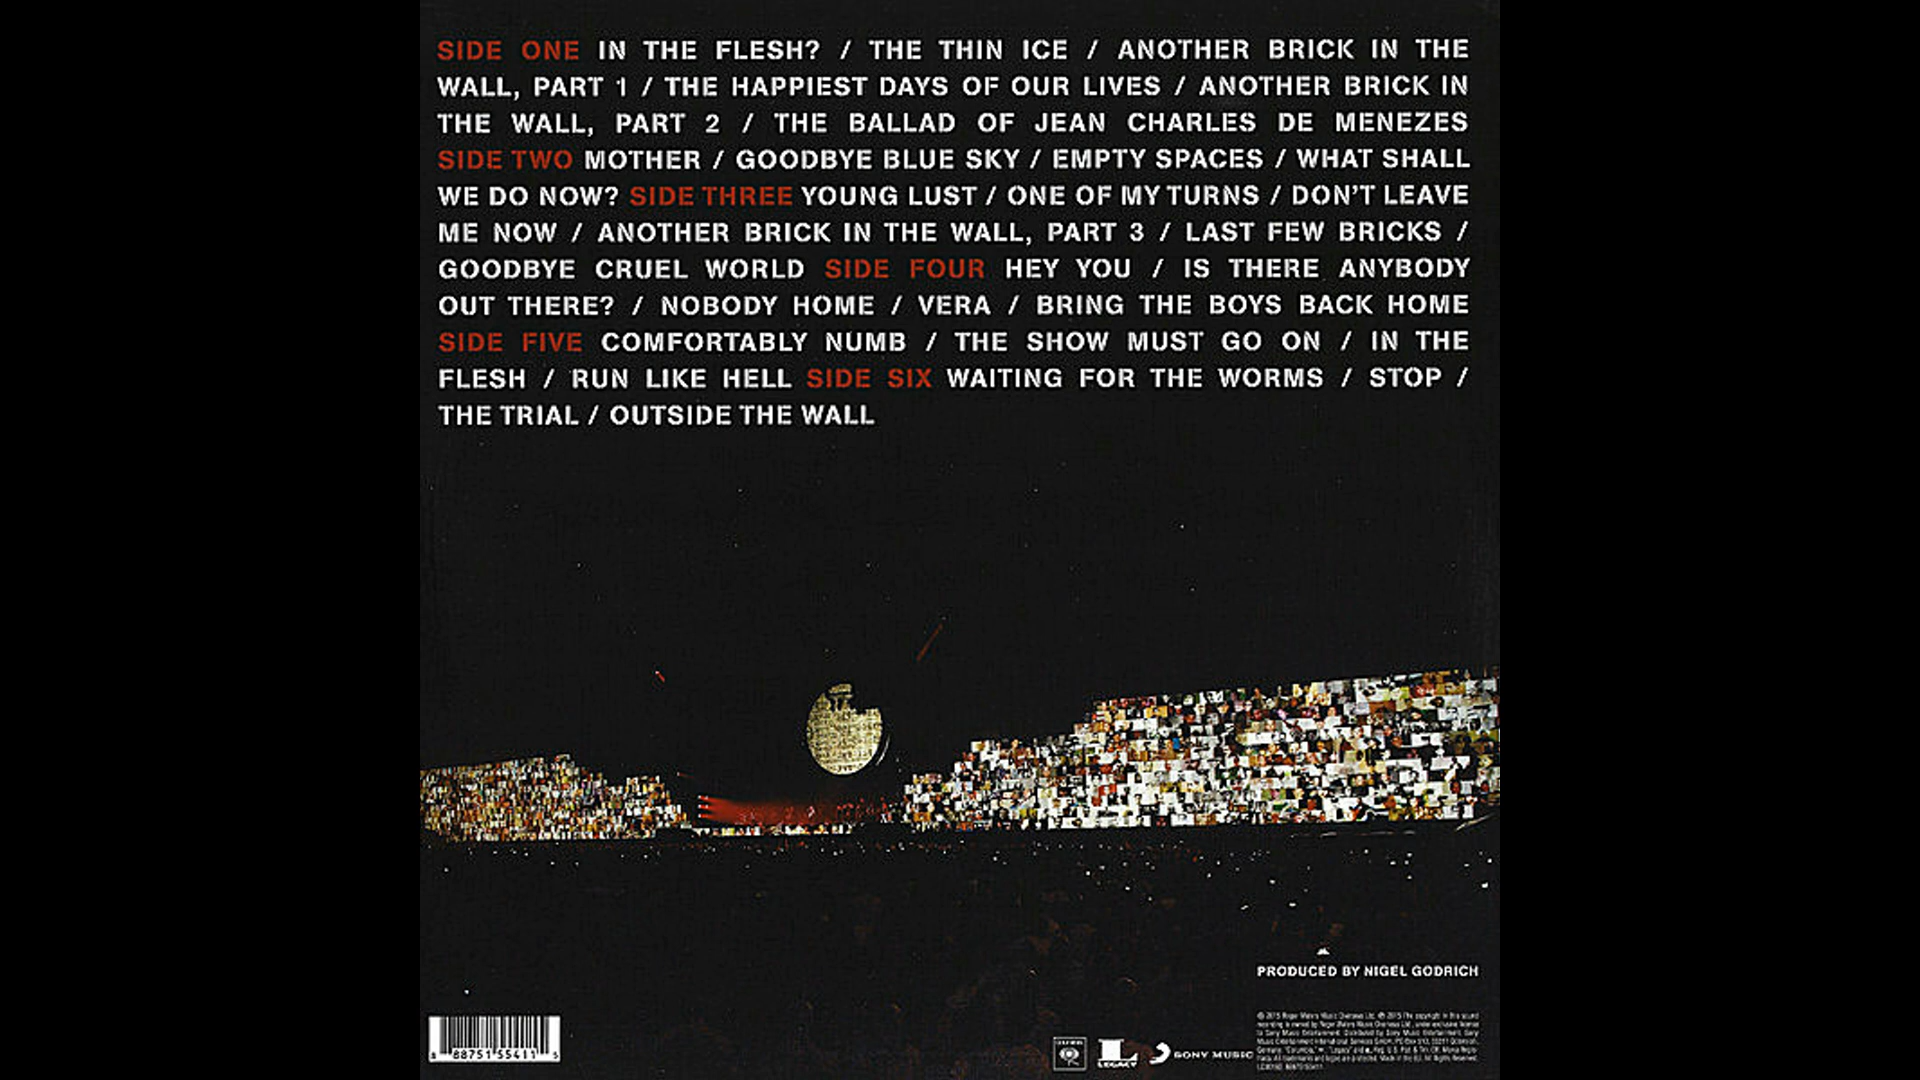 SIDE ONE IN THE FLESH? / THE THIN ICE / ANOTHER BRICK IN THE
WALL, PART 1 / THE HAPPIEST DAYS OF OUR LIVES / ANOTHER BRICK IN
THE WALL, PART 2 / THE BALLAD OF JEAN CHARLES DE MENEZES
SIDE TWO MOTHER / GOODBYE BLUE SKY / EMPTY SPACES / WHAT SHALL
WE DO NOW? SIDE THREE YOUNG LUST / ONE OF MY TURNS / DON'T LEAVE
ME NOW / ANOTHER BRICK IN THE WALL, PART 3 / LAST FEW BRICKS /
GOODBYE CRUEL WORLD SIDE FOUR HEY YOU / IS THERE ANYBODY
OUT THERE? / NOBODY HOME / VERA / BRING THE BOYS BACK HOME
SIDE FIVE COMFORTABLY NUMB / THE SHOW MUST GO ON / IN THE
FLESH / RUN LIKE HELL SIDE SIX WAITING FOR THE WORMS / STOP /
THE TRIAL / OUTSIDE THE WALL
PRODUCED BY NIGEL GODRICH
8 88751 55411 5
LEGACY
SONY MUSIC